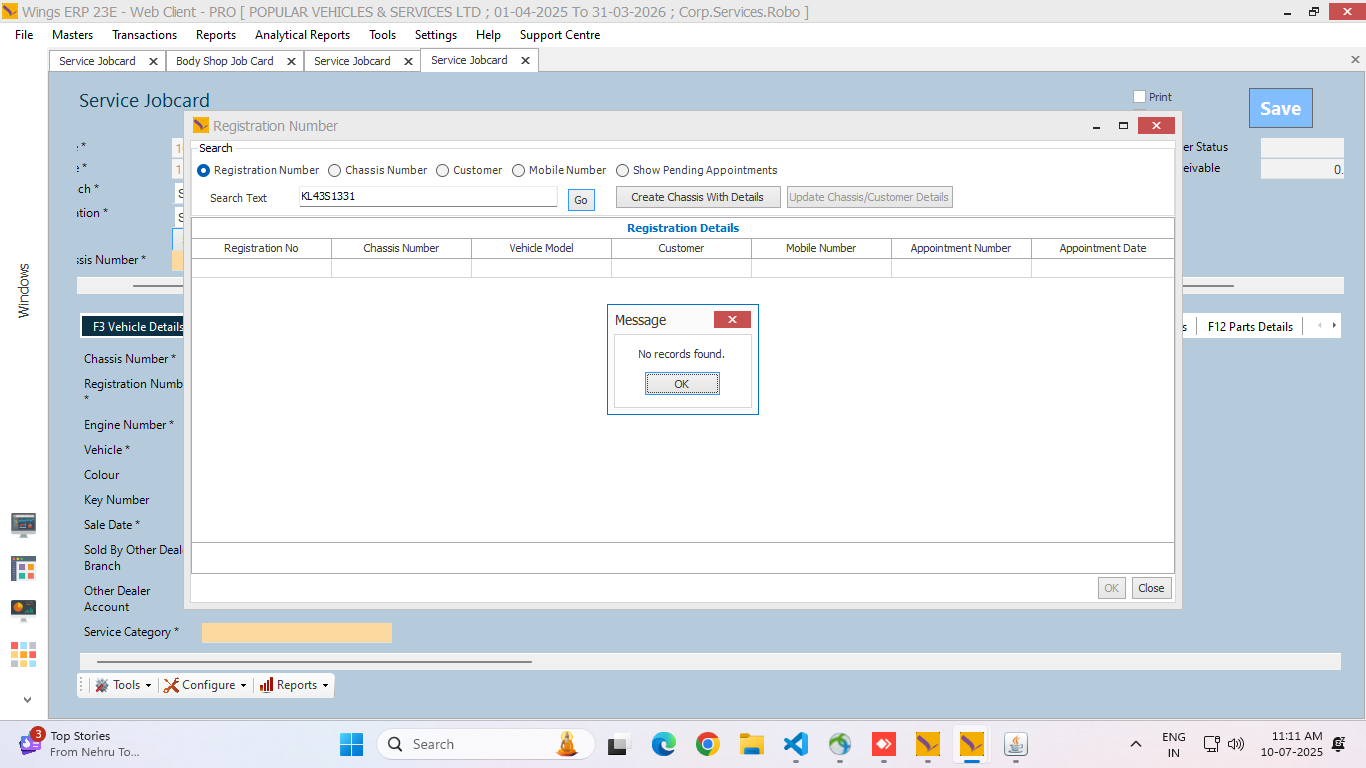 Wings ERP 23E - Web Client - PRO [ POPULAR VEHICLES & SERVICES LTD ; 01-04-2025 To 31-03-2026 ; Corp.Services.Robo ]
File Masters Transactions Reports Analytical Reports Tools Settings Help Support Centre
Service Jobcard Body Shop Job Card Service Jobcard Service Jobcard
Service Jobcard
Print
Save
Registration Number
Search
Registration Number Chassis Number Customer Mobile Number Show Pending Appointments
Search Text KL43S1331 Go Create Chassis With Details Update Chassis/Customer Details
Registration Details
Registration No Chassis Number Vehicle Model Customer Mobile Number Appointment Number Appointment Date
Message
No records found.
OK
OK Close
er Status
eivable 0.
e *
ch *
ation *
ssis Number *
Windows
F3 Vehicle Details
s F12 Parts Details
Chassis Number *
Registration Numb
*
Engine Number *
Vehicle *
Colour
Key Number
Sale Date *
Sold By Other Deal
Branch
Other Dealer
Account
Service Category *
Tools Configure Reports
3
Top Stories
From Nehru To...
Search
ENG
IN
11:11 AM
10-07-2025